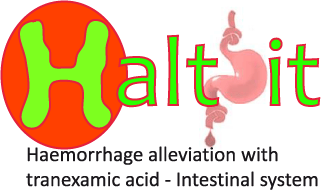 Halt it
Haemorrhage alleviation with
tranexamic acid - Intestinal system